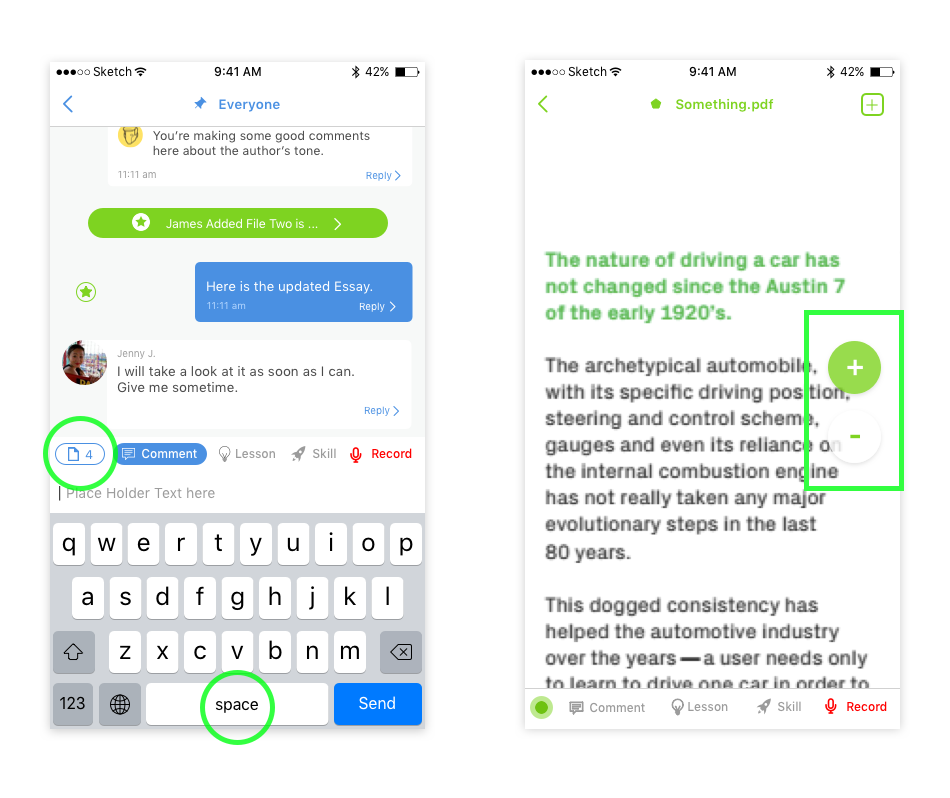 Sketch 9:41 AM 42%
Everyone
You're making some good comments
here about the author's tone.
11:11 am Reply
James Added File Two is ...
Here is the updated Essay.
11:11 am Reply
Jenny J.
I will take a look at it as soon as I can.
Give me sometime.
Reply
4 Comment Lesson Skill Record
Place Holder Text here
q w e r t y u i o p
a s d f g h j k l
z x c v b n m
123 space Send
Sketch 9:41 AM 42%
Something.pdf +
The nature of driving a car has
not changed since the Austin 7
of the early 1920's.
The archetypical automobile,
with its specific driving position,
steering and control scheme,
gauges and even its reliance on
the internal combustion engine
has not really taken any major
evolutionary steps in the last
80 years.
+
-
This dogged consistency has
helped the automotive industry
over the years — a user needs only
to learn to drive one car in order to
Comment Lesson Skill Record